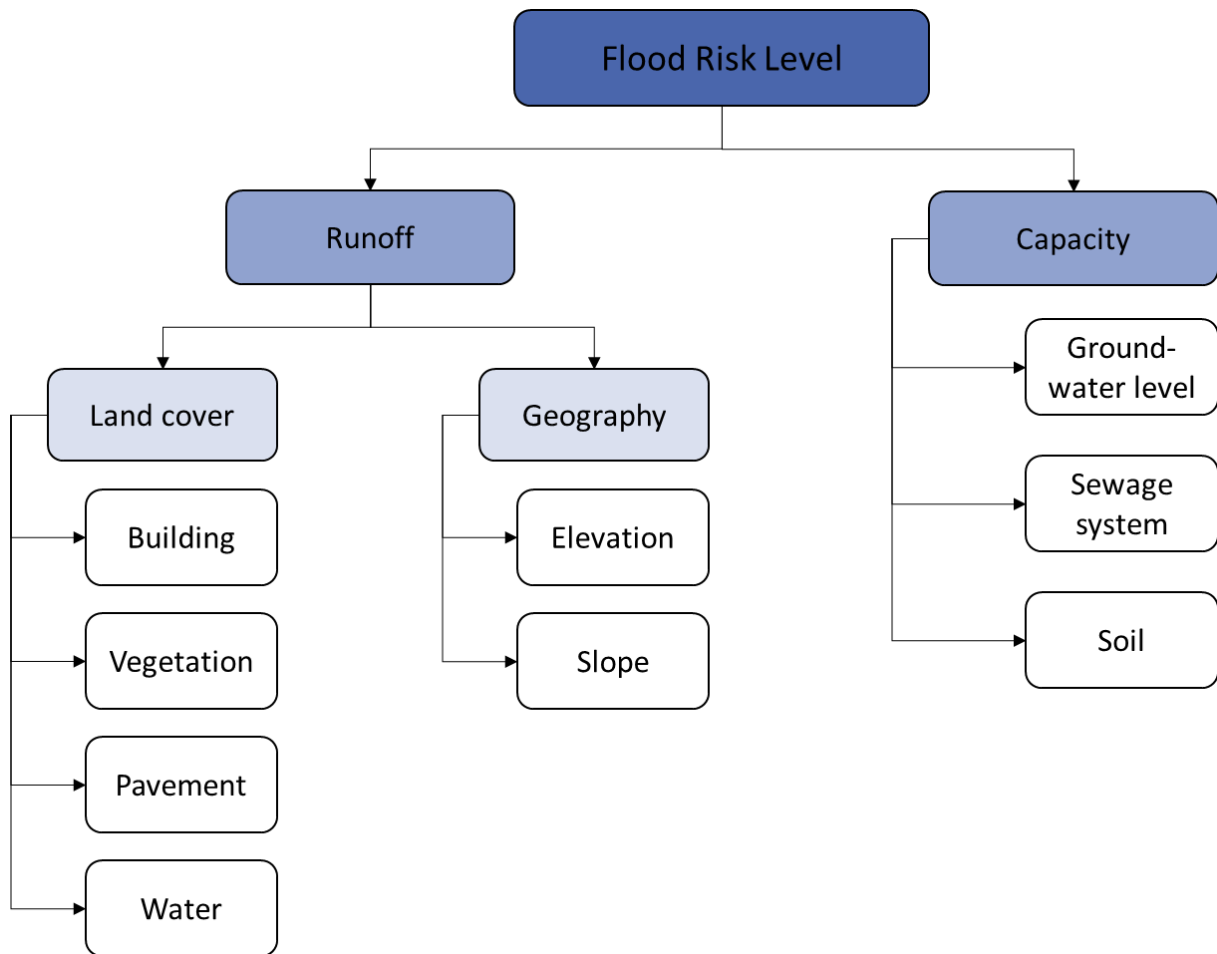 Flood Risk Level
Runoff
Capacity
Land cover
Building
Vegetation
Pavement
Water
Geography
Elevation
Slope
Ground-
water level
Sewage
system
Soil